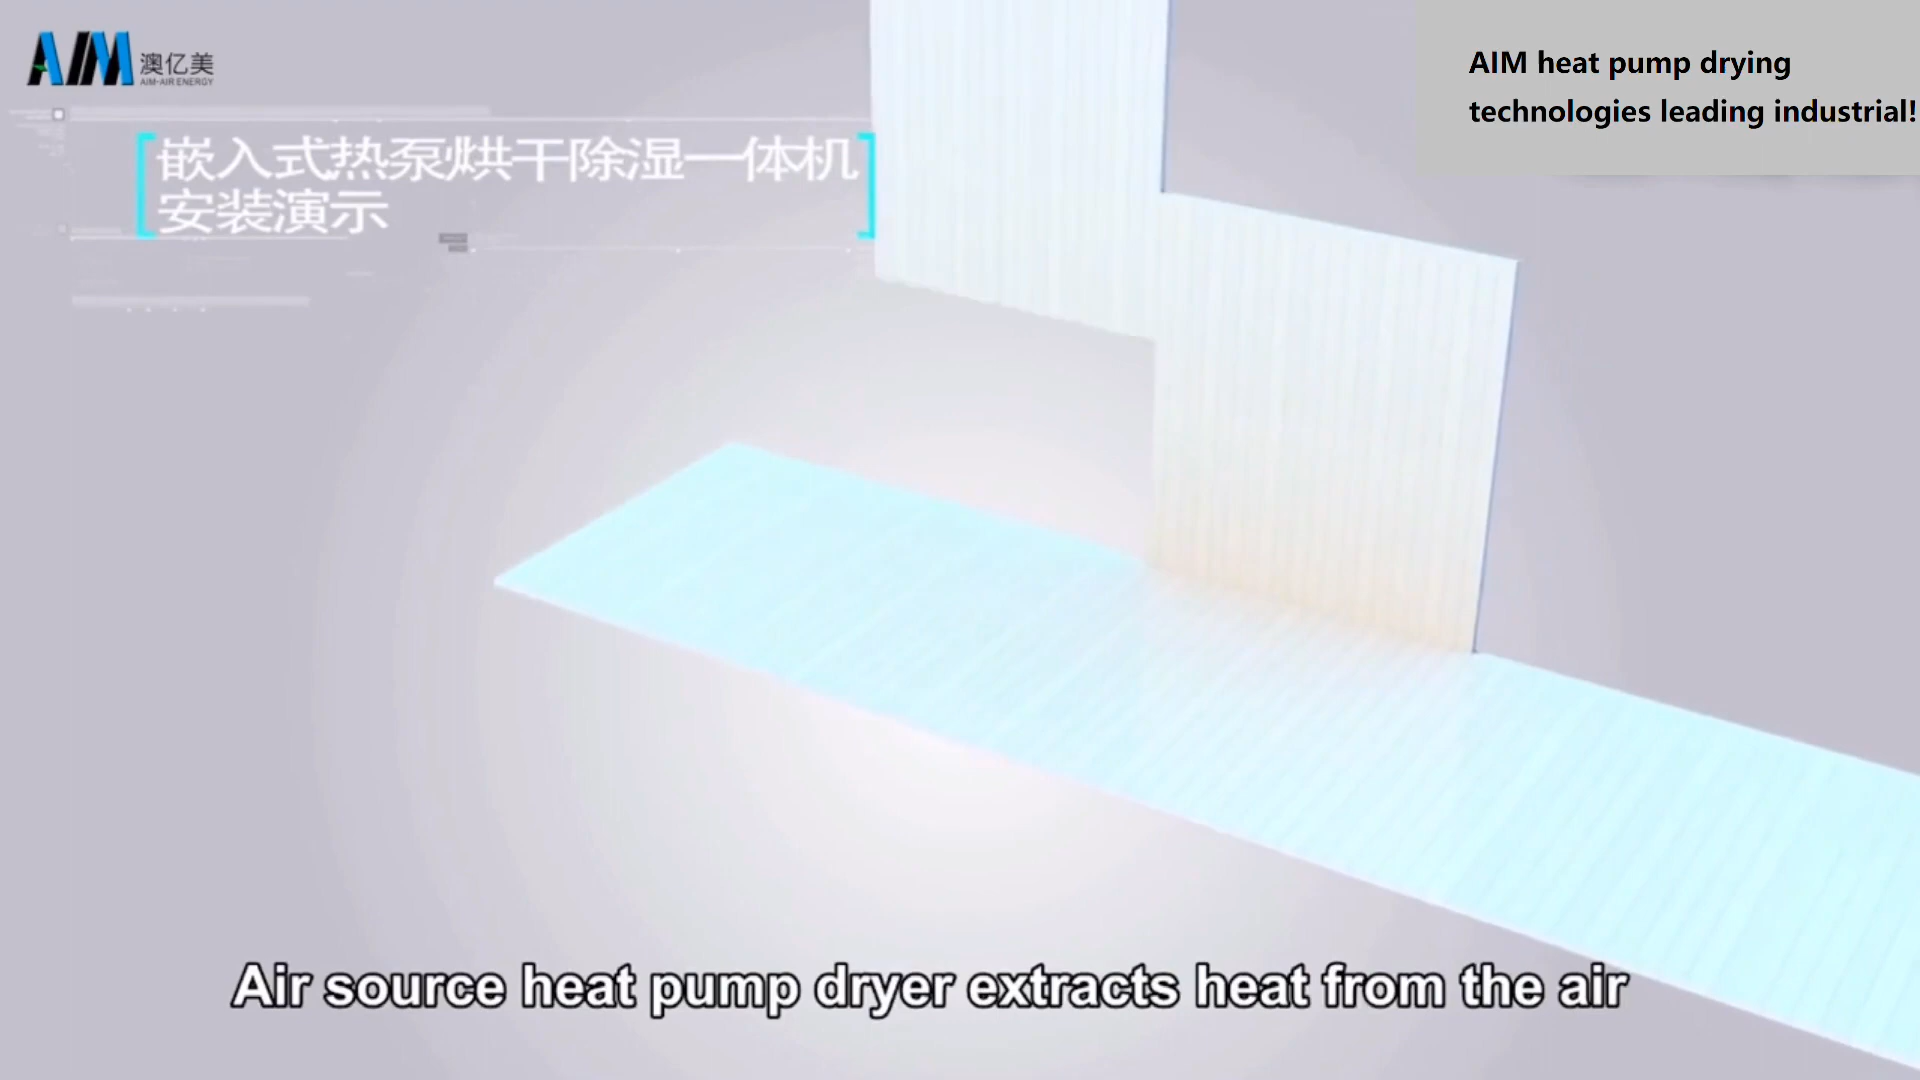 AIM 澳亿美
AIM-AIR ENERGY
AIM heat pump drying
technologies leading industrial!
嵌入式热泵烘干除湿一体机
安装演示
Air source heat pump dryer extracts heat from the air